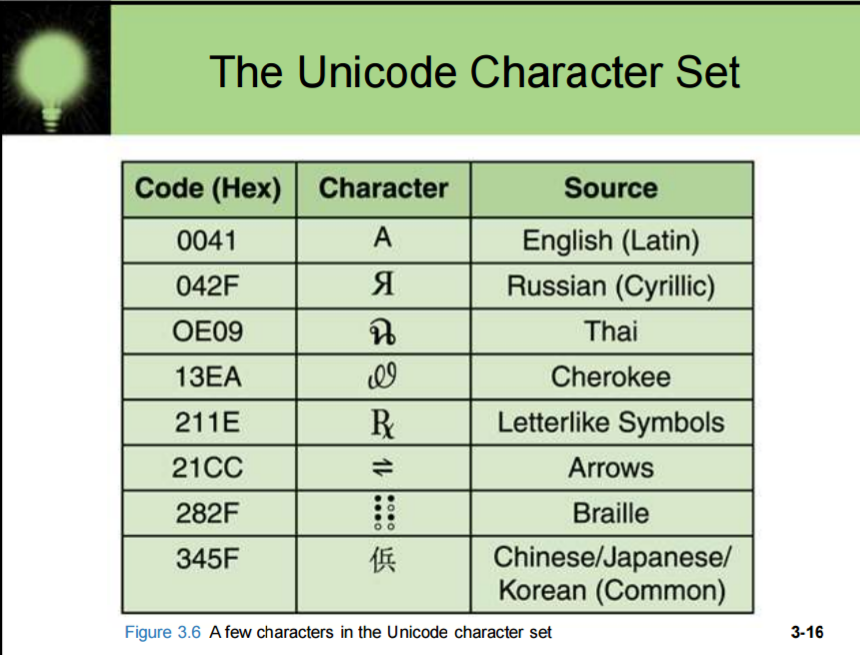 The Unicode Character Set
Code (Hex) Character Source
0041 A English (Latin)
042F Я Russian (Cyrillic)
OE09 ฉ Thai
13EA Ꮺ Cherokee
211E ℞ Letterlike Symbols
21CC ⇌ Arrows
282F ⠯ Braille
345F 㑟 Chinese/Japanese/
Korean (Common)
Figure 3.6 A few characters in the Unicode character set
3-16